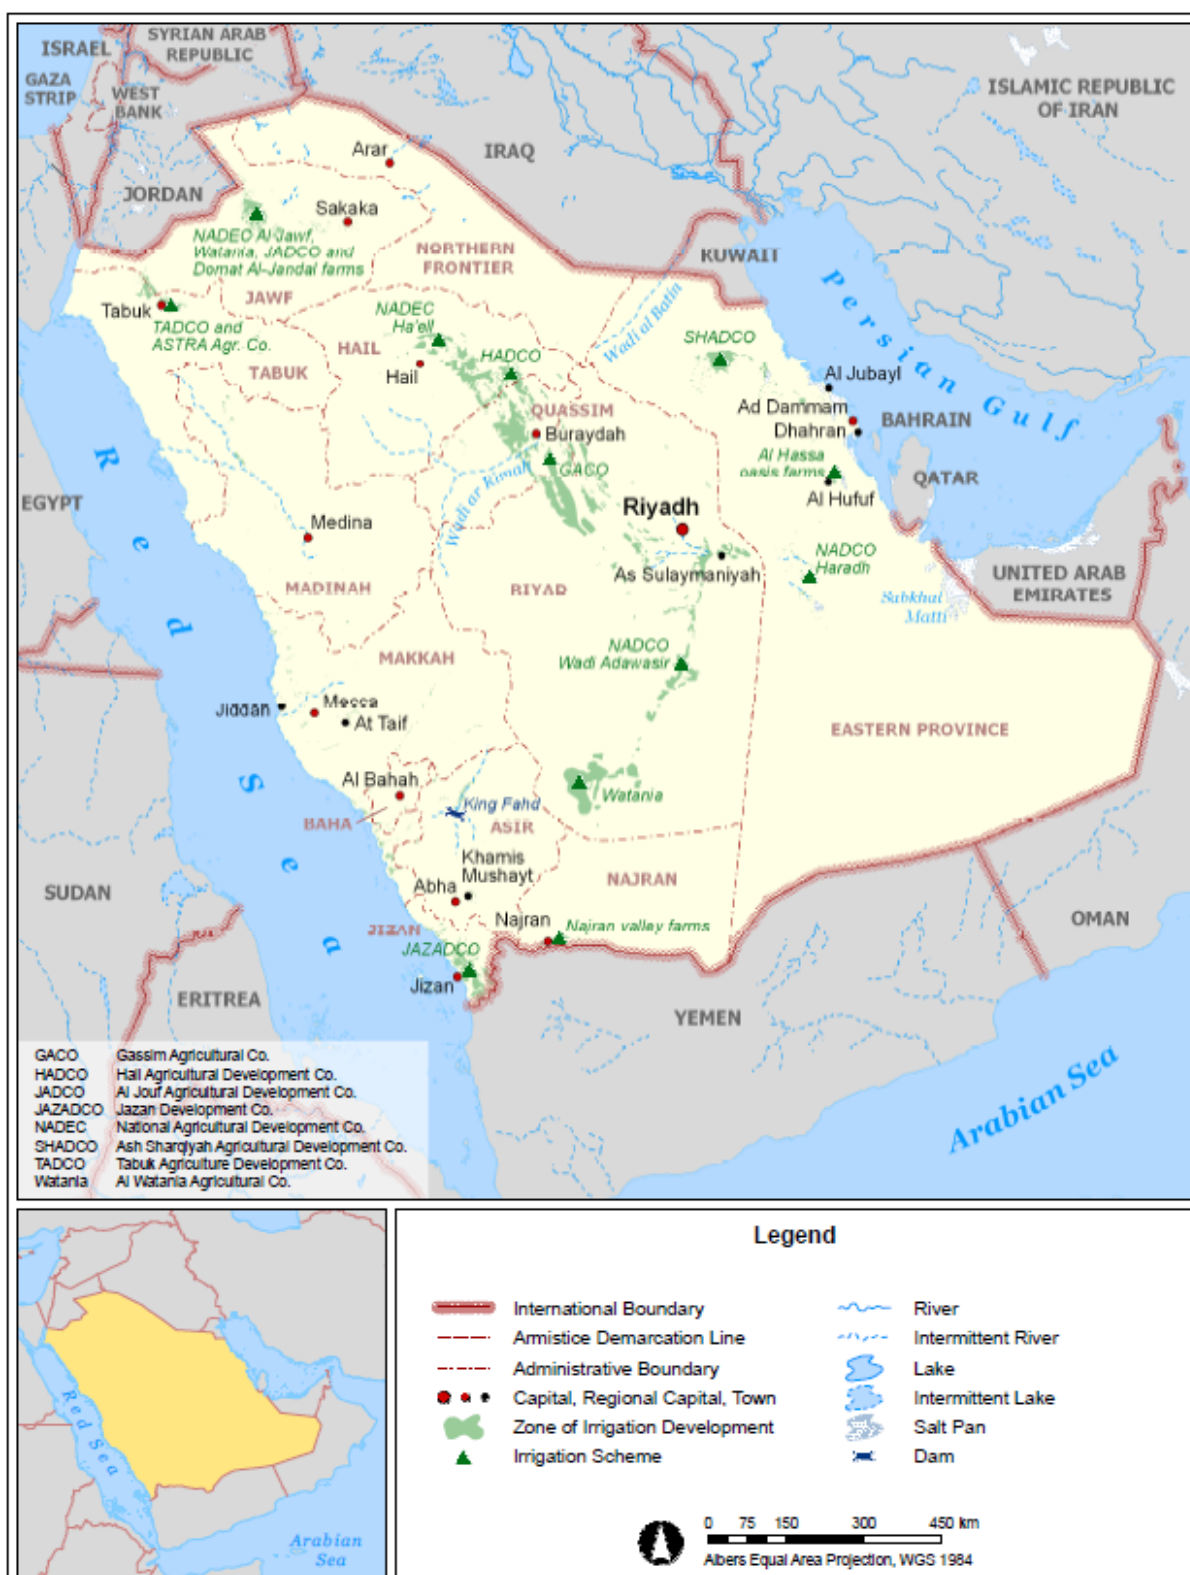 ISRAEL
SYRIAN ARAB
REPUBLIC
GAZA
STRIP
WEST
BANK
JORDAN
IRAQ
ISLAMIC REPUBLIC
OF IRAN
KUWAIT
Arar
Sakaka
NADEC Al-Jawf,
Watania, JADCO and
Domat Al-Jandal farms
NORTHERN
FRONTIER
JAWF
Tabuk
TADCO and
ASTRA Agr. Co.
TABUK
NADEC
Ha'ell
HAIL
Hail
HADCO
Wadi al Batin
SHADCO
Persian Gulf
Al Jubayl
Ad Dammam
Dhahran
BAHRAIN
QUASSIM
Buraydah
GACO
Al Hassa
oasis farms
Al Hufuf
QATAR
EGYPT
Red Sea
Wadi ar Rimah
Medina
MADINAH
Riyadh
As Sulaymaniyah
RIYAD
NADCO
Haradh
Sabkhat
Matti
UNITED ARAB
EMIRATES
MAKKAH
NADCO
Wadi Adawasir
Jiddah
Mecca
At Taif
EASTERN PROVINCE
Al Bahah
BAHA
King Fahd
ASIR
Watania
Khamis
Mushayt
Abha
NAJRAN
Najran
Najran valley farms
JIZAN
JAZADCO
Jizan
SUDAN
ERITREA
YEMEN
OMAN
Arabian Sea
GACO Gassim Agricultural Co.
HADCO Hail Agricultural Development Co.
JADCO Al Jouf Agricultural Development Co.
JAZADCO Jazan Development Co.
NADEC National Agricultural Development Co.
SHADCO Ash Sharqiyah Agricultural Development Co.
TADCO Tabuk Agriculture Development Co.
Watania Al Watania Agricultural Co.
Red Sea
Arabian
Sea
Legend
International Boundary
Armistice Demarcation Line
Administrative Boundary
Capital, Regional Capital, Town
Zone of Irrigation Development
Irrigation Scheme
River
Intermittent River
Lake
Intermittent Lake
Salt Pan
Dam
0 75 150 300 450 km
Albers Equal Area Projection, WGS 1984